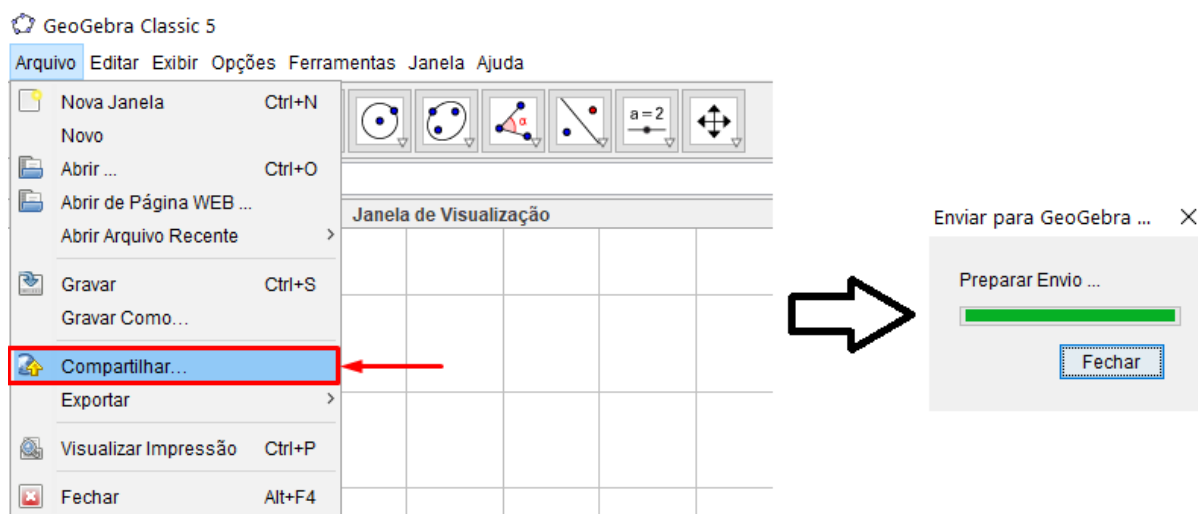 GeoGebra Classic 5
Arquivo Editar Exibir Opções Ferramentas Janela Ajuda
Nova Janela Ctrl+N
Novo
Abrir ... Ctrl+O
Abrir de Página WEB ...
Abrir Arquivo Recente
Gravar Ctrl+S
Gravar Como...
Compartilhar...
Exportar
Visualizar Impressão Ctrl+P
Fechar Alt+F4
α
a=2
Janela de Visualização
Enviar para GeoGebra ...
Preparar Envio ...
Fechar